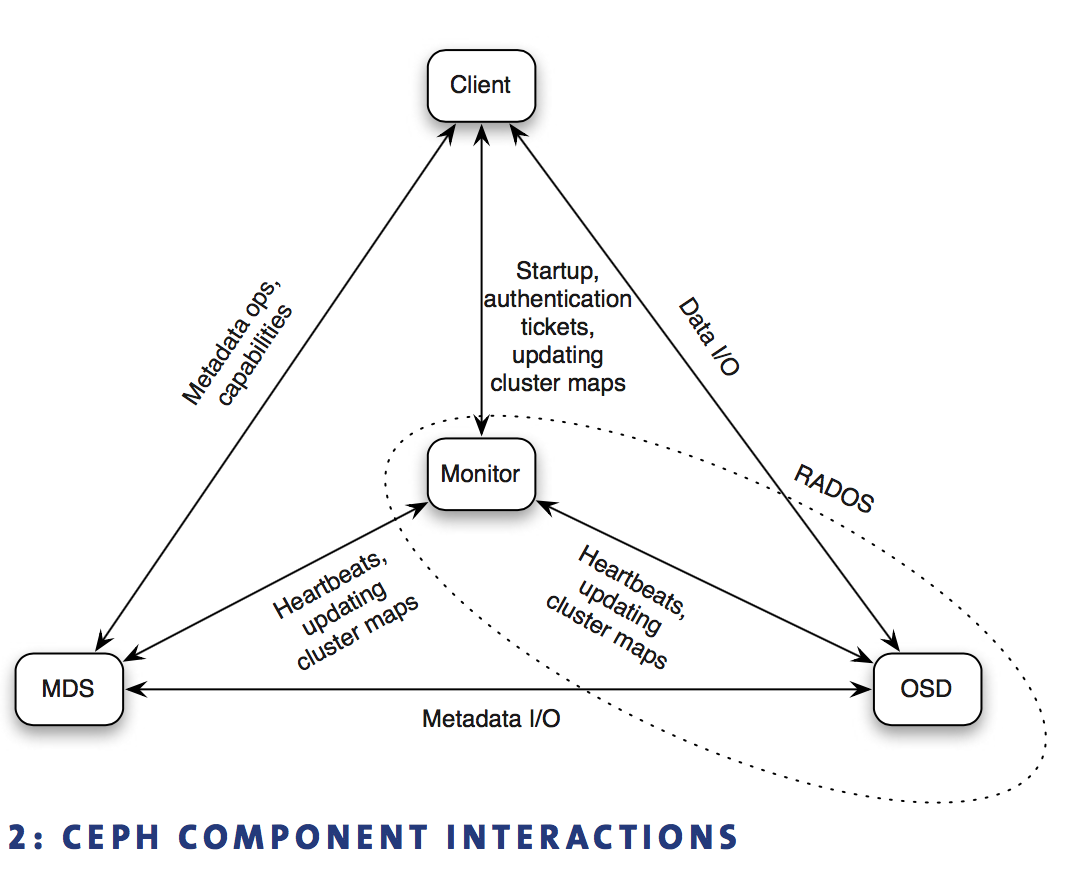 Client
Metadata ops,
capabilities
Startup,
authentication
tickets,
updating
cluster maps
Data I/O
Monitor
RADOS
Heartbeats,
updating
cluster maps
Heartbeats,
updating
cluster maps
MDS
OSD
Metadata I/O
2: CEPH COMPONENT INTERACTIONS